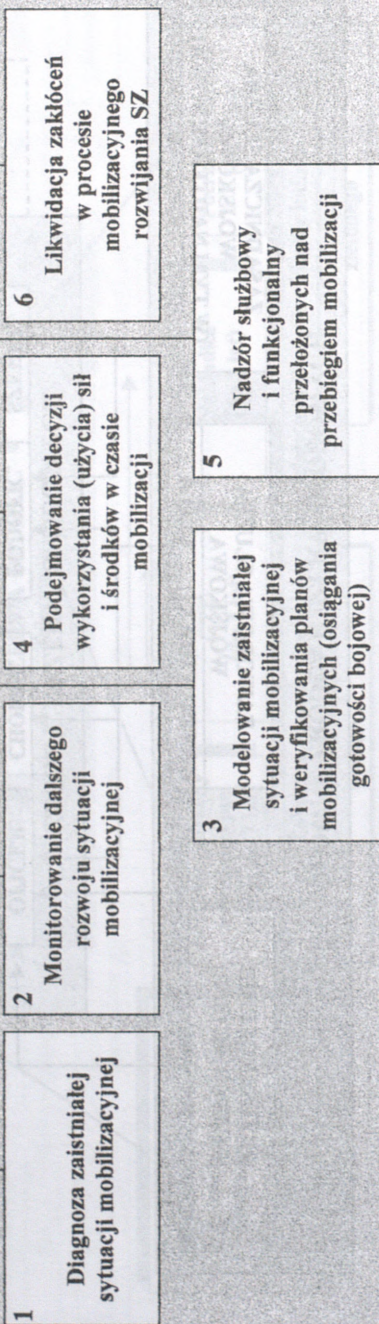 1
Diagnoza zaistniałej
sytuacji mobilizacyjnej
2
Monitorowanie dalszego
rozwoju sytuacji
mobilizacyjnej
3
Modelowanie zaistniałej
sytuacji mobilizacyjnej
i weryfikowania planów
mobilizacyjnych (osiągania
gotowości bojowej)
4
Podejmowanie decyzji
wykorzystania (użycia) sił
i środków w czasie
mobilizacji
5
Nadzór służbowy
i funkcjonalny
przełożonych nad
przebiegiem mobilizacji
6
Likwidacja zakłóceń
w procesie
mobilizacyjnego
rozwijania SZ